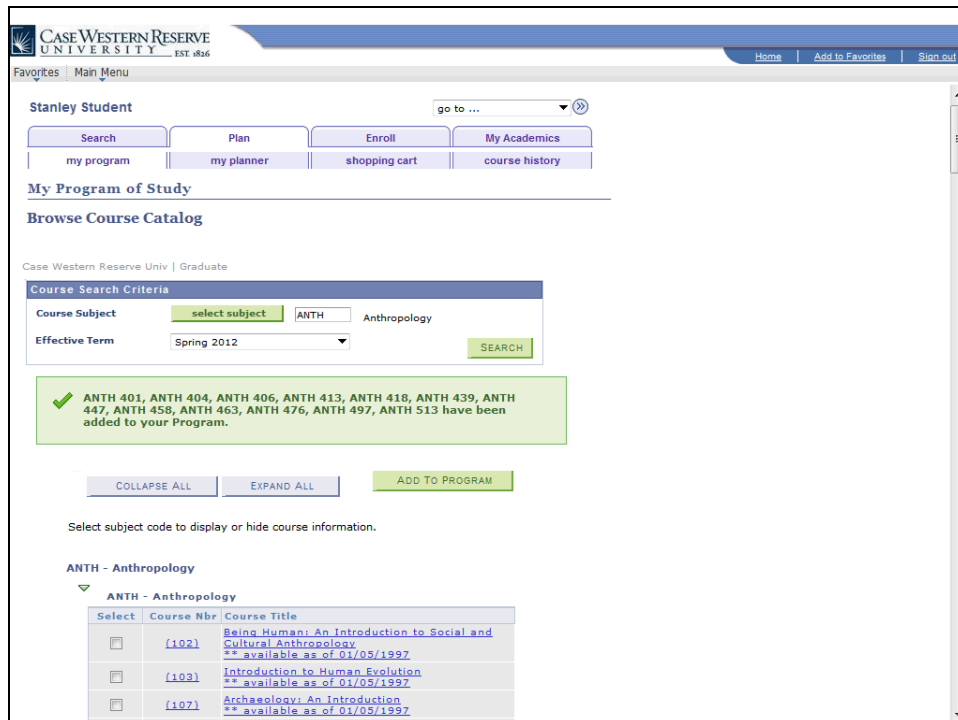 CASE WESTERN RESERVE
UNIVERSITY EST. 1826
Home | Add to Favorites | Sign out
Favorites Main Menu
Stanley Student
go to ...
Search Plan Enroll My Academics
my program my planner shopping cart course history
My Program of Study
Browse Course Catalog
Case Western Reserve Univ | Graduate
Course Search Criteria
Course Subject select subject ANTH Anthropology
Effective Term Spring 2012
SEARCH
ANTH 401, ANTH 404, ANTH 406, ANTH 413, ANTH 418, ANTH 439, ANTH
447, ANTH 458, ANTH 463, ANTH 476, ANTH 497, ANTH 513 have been
added to your Program.
COLLAPSE ALL EXPAND ALL ADD TO PROGRAM
Select subject code to display or hide course information.
ANTH - Anthropology
ANTH - Anthropology
Select Course Nbr Course Title
(102) Being Human: An Introduction to Social and
Cultural Anthropology
** available as of 01/05/1997
(103) Introduction to Human Evolution
** available as of 01/05/1997
(107) Archaeology: An Introduction
** available as of 01/05/1997